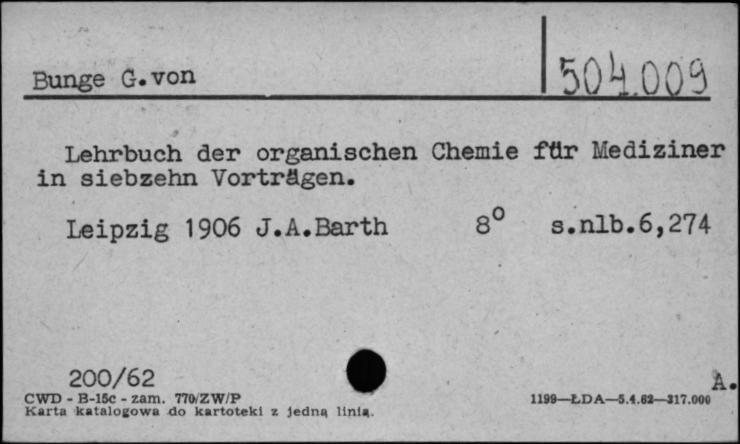 Bunge G.von
504.009
Lehrbuch der organischen Chemie für Mediziner
in siebzehn Vorträgen.
Leipzig 1906 J.A.Barth 8° s.nlb.6,274
200/62
A.
CWD - B-15c - zam. 770/ZW/P
1199—ŁDA—5.4.62—317.000
Karta katalogowa do kartoteki z jedną linią.